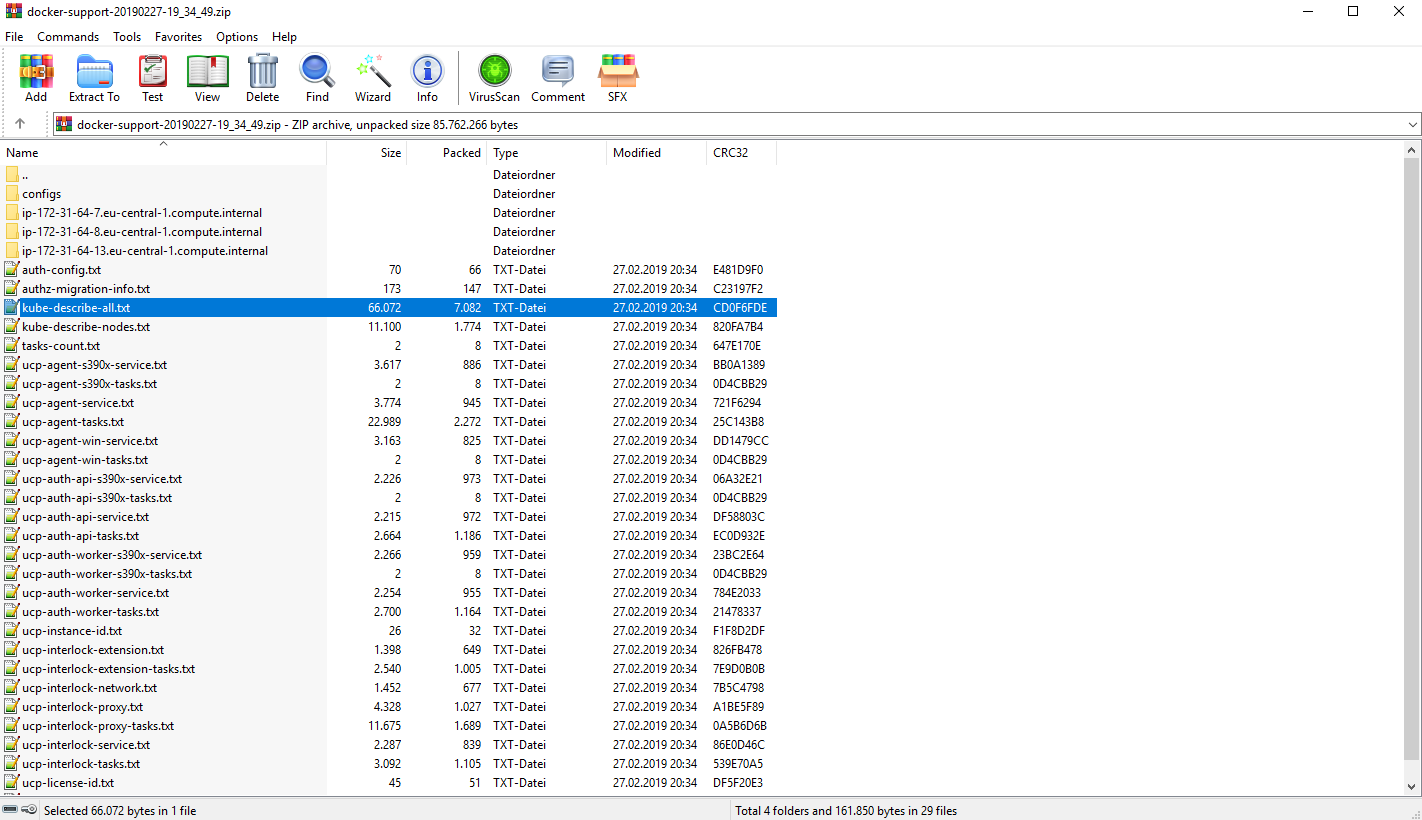 docker-support-20190227-19_34_49.zip
File Commands Tools Favorites Options Help
Add Extract To Test View Delete Find Wizard Info VirusScan Comment SFX
docker-support-20190227-19_34_49.zip - ZIP archive, unpacked size 85.762.266 bytes
Name Size Packed Type Modified CRC32
.. Dateiordner
configs Dateiordner
ip-172-31-64-7.eu-central-1.compute.internal Dateiordner
ip-172-31-64-8.eu-central-1.compute.internal Dateiordner
ip-172-31-64-13.eu-central-1.compute.internal Dateiordner
auth-config.txt 70 66 TXT-Datei 27.02.2019 20:34 E481D9F0
authz-migration-info.txt 173 147 TXT-Datei 27.02.2019 20:34 C23197F2
kube-describe-all.txt 66.072 7.082 TXT-Datei 27.02.2019 20:34 CD0F6FDE
kube-describe-nodes.txt 11.100 1.774 TXT-Datei 27.02.2019 20:34 820FA7B4
tasks-count.txt 2 8 TXT-Datei 27.02.2019 20:34 647E170E
ucp-agent-s390x-service.txt 3.617 886 TXT-Datei 27.02.2019 20:34 BB0A1389
ucp-agent-s390x-tasks.txt 2 8 TXT-Datei 27.02.2019 20:34 0D4CBB29
ucp-agent-service.txt 3.774 945 TXT-Datei 27.02.2019 20:34 721F6294
ucp-agent-tasks.txt 22.989 2.272 TXT-Datei 27.02.2019 20:34 25C143B8
ucp-agent-win-service.txt 3.163 825 TXT-Datei 27.02.2019 20:34 DD1479CC
ucp-agent-win-tasks.txt 2 8 TXT-Datei 27.02.2019 20:34 0D4CBB29
ucp-auth-api-s390x-service.txt 2.226 973 TXT-Datei 27.02.2019 20:34 06A32E21
ucp-auth-api-s390x-tasks.txt 2 8 TXT-Datei 27.02.2019 20:34 0D4CBB29
ucp-auth-api-service.txt 2.215 972 TXT-Datei 27.02.2019 20:34 DF58803C
ucp-auth-api-tasks.txt 2.664 1.186 TXT-Datei 27.02.2019 20:34 EC0D932E
ucp-auth-worker-s390x-service.txt 2.266 959 TXT-Datei 27.02.2019 20:34 23BC2E64
ucp-auth-worker-s390x-tasks.txt 2 8 TXT-Datei 27.02.2019 20:34 0D4CBB29
ucp-auth-worker-service.txt 2.254 955 TXT-Datei 27.02.2019 20:34 784E2033
ucp-auth-worker-tasks.txt 2.700 1.164 TXT-Datei 27.02.2019 20:34 21478337
ucp-instance-id.txt 26 32 TXT-Datei 27.02.2019 20:34 F1F8D2DF
ucp-interlock-extension.txt 1.398 649 TXT-Datei 27.02.2019 20:34 826FB478
ucp-interlock-extension-tasks.txt 2.540 1.005 TXT-Datei 27.02.2019 20:34 7E9D0B0B
ucp-interlock-network.txt 1.452 677 TXT-Datei 27.02.2019 20:34 7B5C4798
ucp-interlock-proxy.txt 4.328 1.027 TXT-Datei 27.02.2019 20:34 A1BE5F89
ucp-interlock-proxy-tasks.txt 11.675 1.689 TXT-Datei 27.02.2019 20:34 0A5B6D6B
ucp-interlock-service.txt 2.287 839 TXT-Datei 27.02.2019 20:34 86E0D46C
ucp-interlock-tasks.txt 3.092 1.105 TXT-Datei 27.02.2019 20:34 539E70A5
ucp-license-id.txt 45 51 TXT-Datei 27.02.2019 20:34 DF5F20E3
Selected 66.072 bytes in 1 file Total 4 folders and 161.850 bytes in 29 files